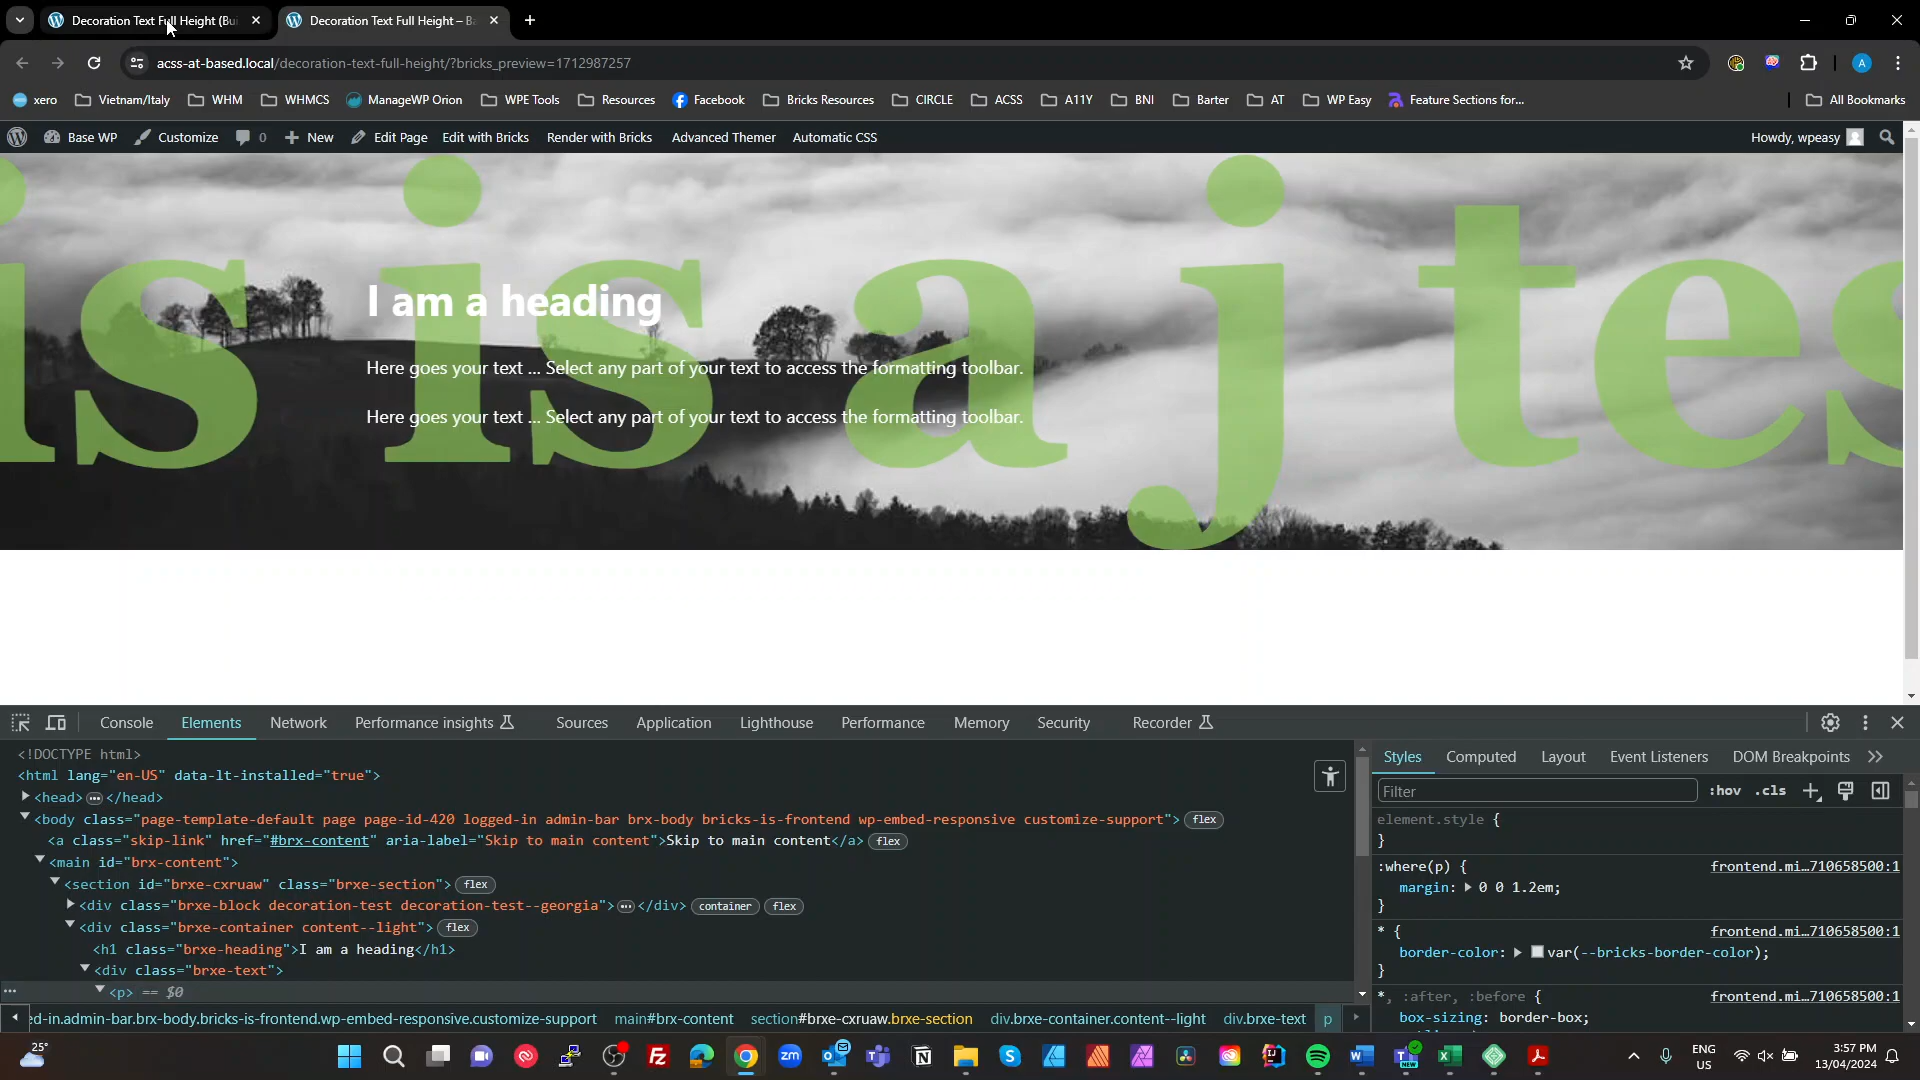 Decoration Text Full Height (Bui
Decoration Text Full Height – Ba
acss-at-based.local/decoration-text-full-height/?bricks_preview=1712987257
xero Vietnam/Italy WHM WHMCS ManageWP Orion WPE Tools Resources Facebook Bricks Resources CIRCLE ACSS A11Y BNI Barter AT WP Easy Feature Sections for... All Bookmarks
Base WP Customize 0 New Edit Page Edit with Bricks Render with Bricks Advanced Themer Automatic CSS Howdy, wpeasy
is is a j tes
I am a heading
Here goes your text ... Select any part of your text to access the formatting toolbar.
Here goes your text ... Select any part of your text to access the formatting toolbar.
Console Elements Network Performance insights Sources Application Lighthouse Performance Memory Security Recorder
<!DOCTYPE html>
<html lang="en-US" data-lt-installed="true">
<head> ... </head>
<body class="page-template-default page page-id-420 logged-in admin-bar brx-body bricks-is-frontend wp-embed-responsive customize-support"> flex
<a class="skip-link" href="#brx-content" aria-label="Skip to main content">Skip to main content</a> flex
<main id="brx-content">
<section id="brxe-cxruaw" class="brxe-section"> flex
<div class="brxe-block decoration-test decoration-test--georgia"> ... </div> container flex
<div class="brxe-container content--light"> flex
<h1 class="brxe-heading">I am a heading</h1>
<div class="brxe-text">
... <p> == $0
ed-in.admin-bar.brx-body.bricks-is-frontend.wp-embed-responsive.customize-support main#brx-content section#brxe-cxruaw.brxe-section div.brxe-container.content--light div.brxe-text p
Styles Computed Layout Event Listeners DOM Breakpoints
Filter :hov .cls
element.style {
}
:where(p) { frontend.mi…710658500:1
margin: 0 0 1.2em;
}
* { frontend.mi…710658500:1
border-color: var(--bricks-border-color);
}
*, :after, :before { frontend.mi…710658500:1
box-sizing: border-box;
25°
zm
NEW
ENG
US
3:57 PM
13/04/2024